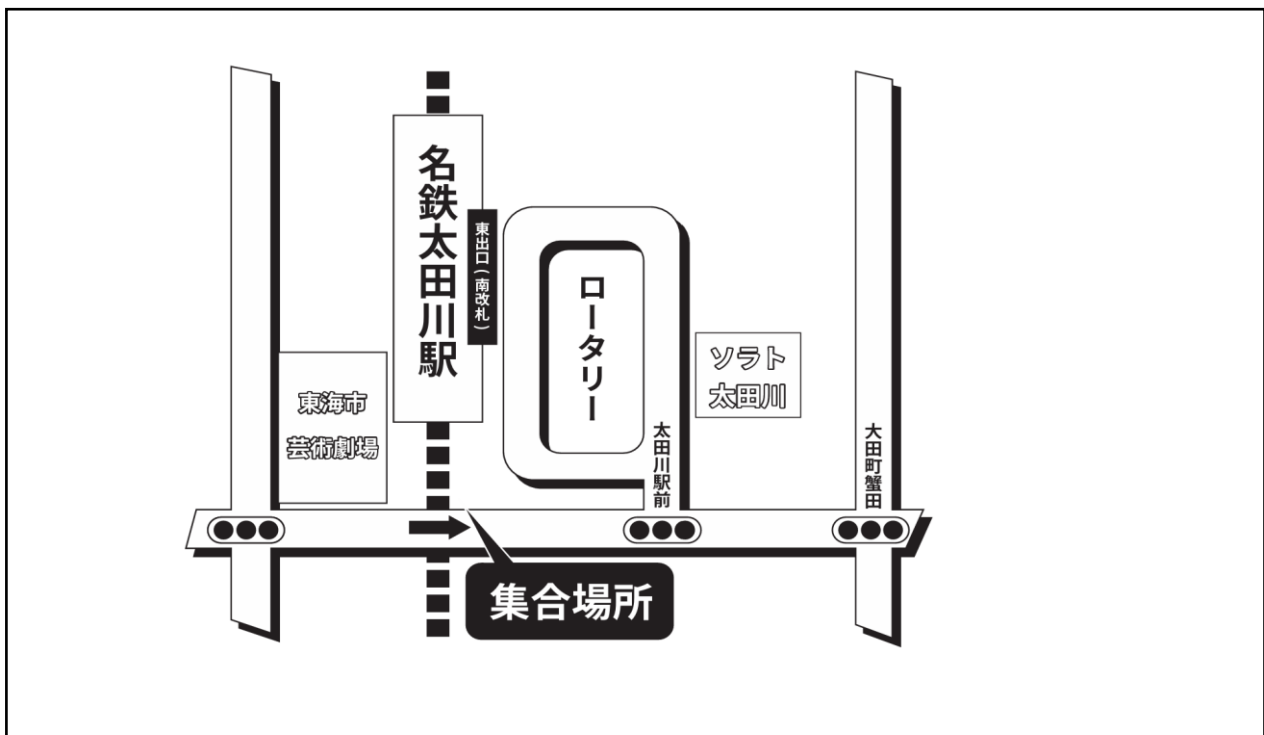 名鉄太田川駅
東出口(南改札)
ロータリー
ソラト
太田川
東海市
芸術劇場
太田川駅前
大田町蟹田
集合場所